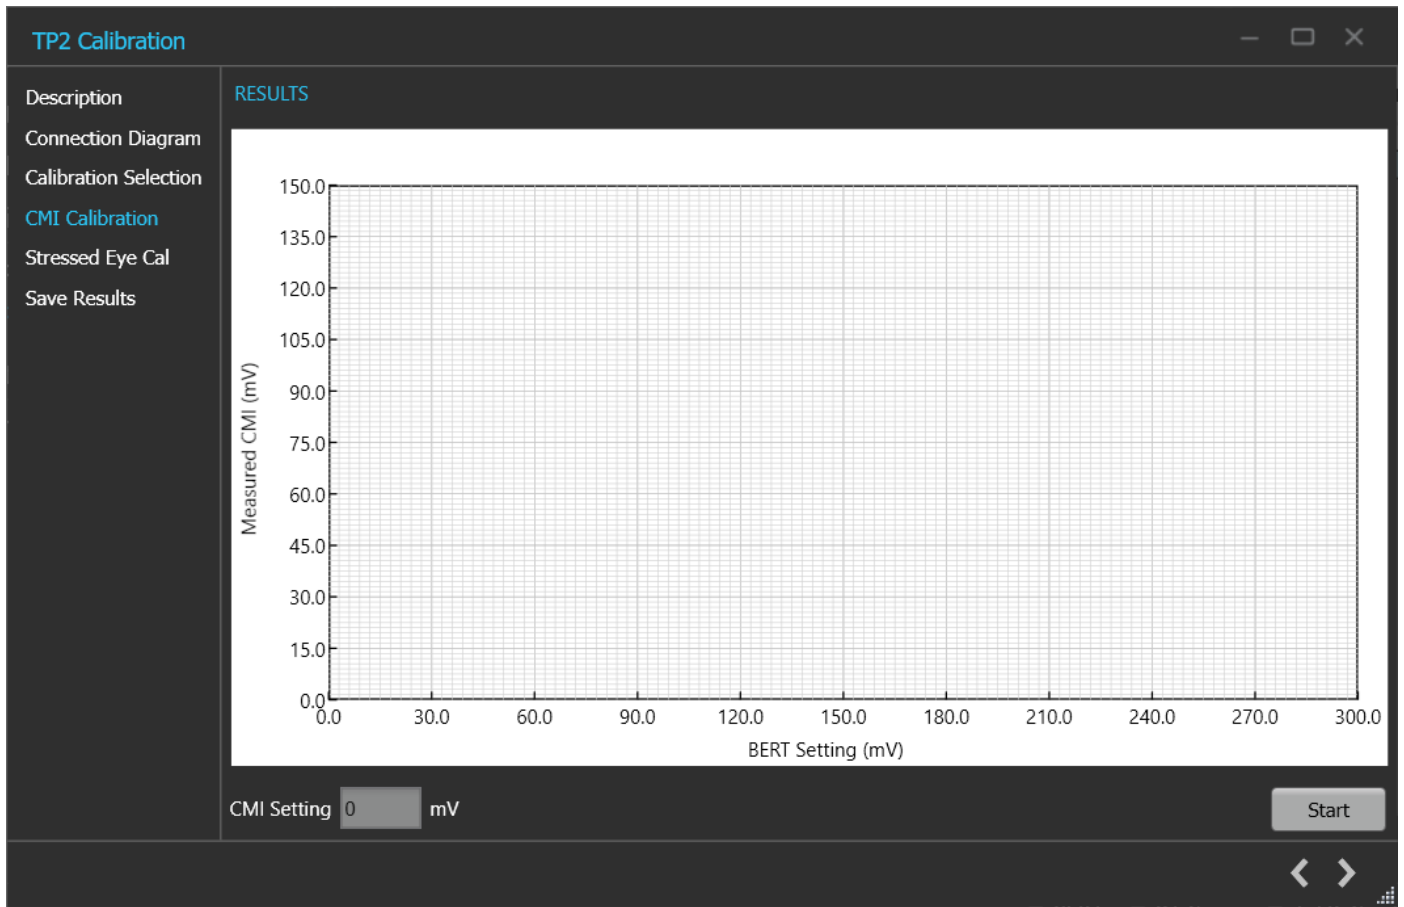 TP2 Calibration
Description
Connection Diagram
Calibration Selection
CMI Calibration
Stressed Eye Cal
Save Results
RESULTS
150.0
135.0
120.0
105.0
90.0
75.0
60.0
45.0
30.0
15.0
0.0
Measured CMI (mV)
0.0 30.0 60.0 90.0 120.0 150.0 180.0 210.0 240.0 270.0 300.0
BERT Setting (mV)
CMI Setting 0 mV
Start